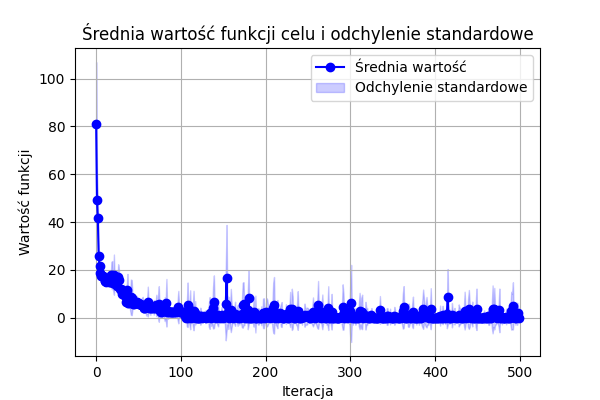 Średnia wartość funkcji celu i odchylenie standardowe
Średnia wartość
Odchylenie standardowe
Wartość funkcji
100
80
60
40
20
0
0 100 200 300 400 500
Iteracja